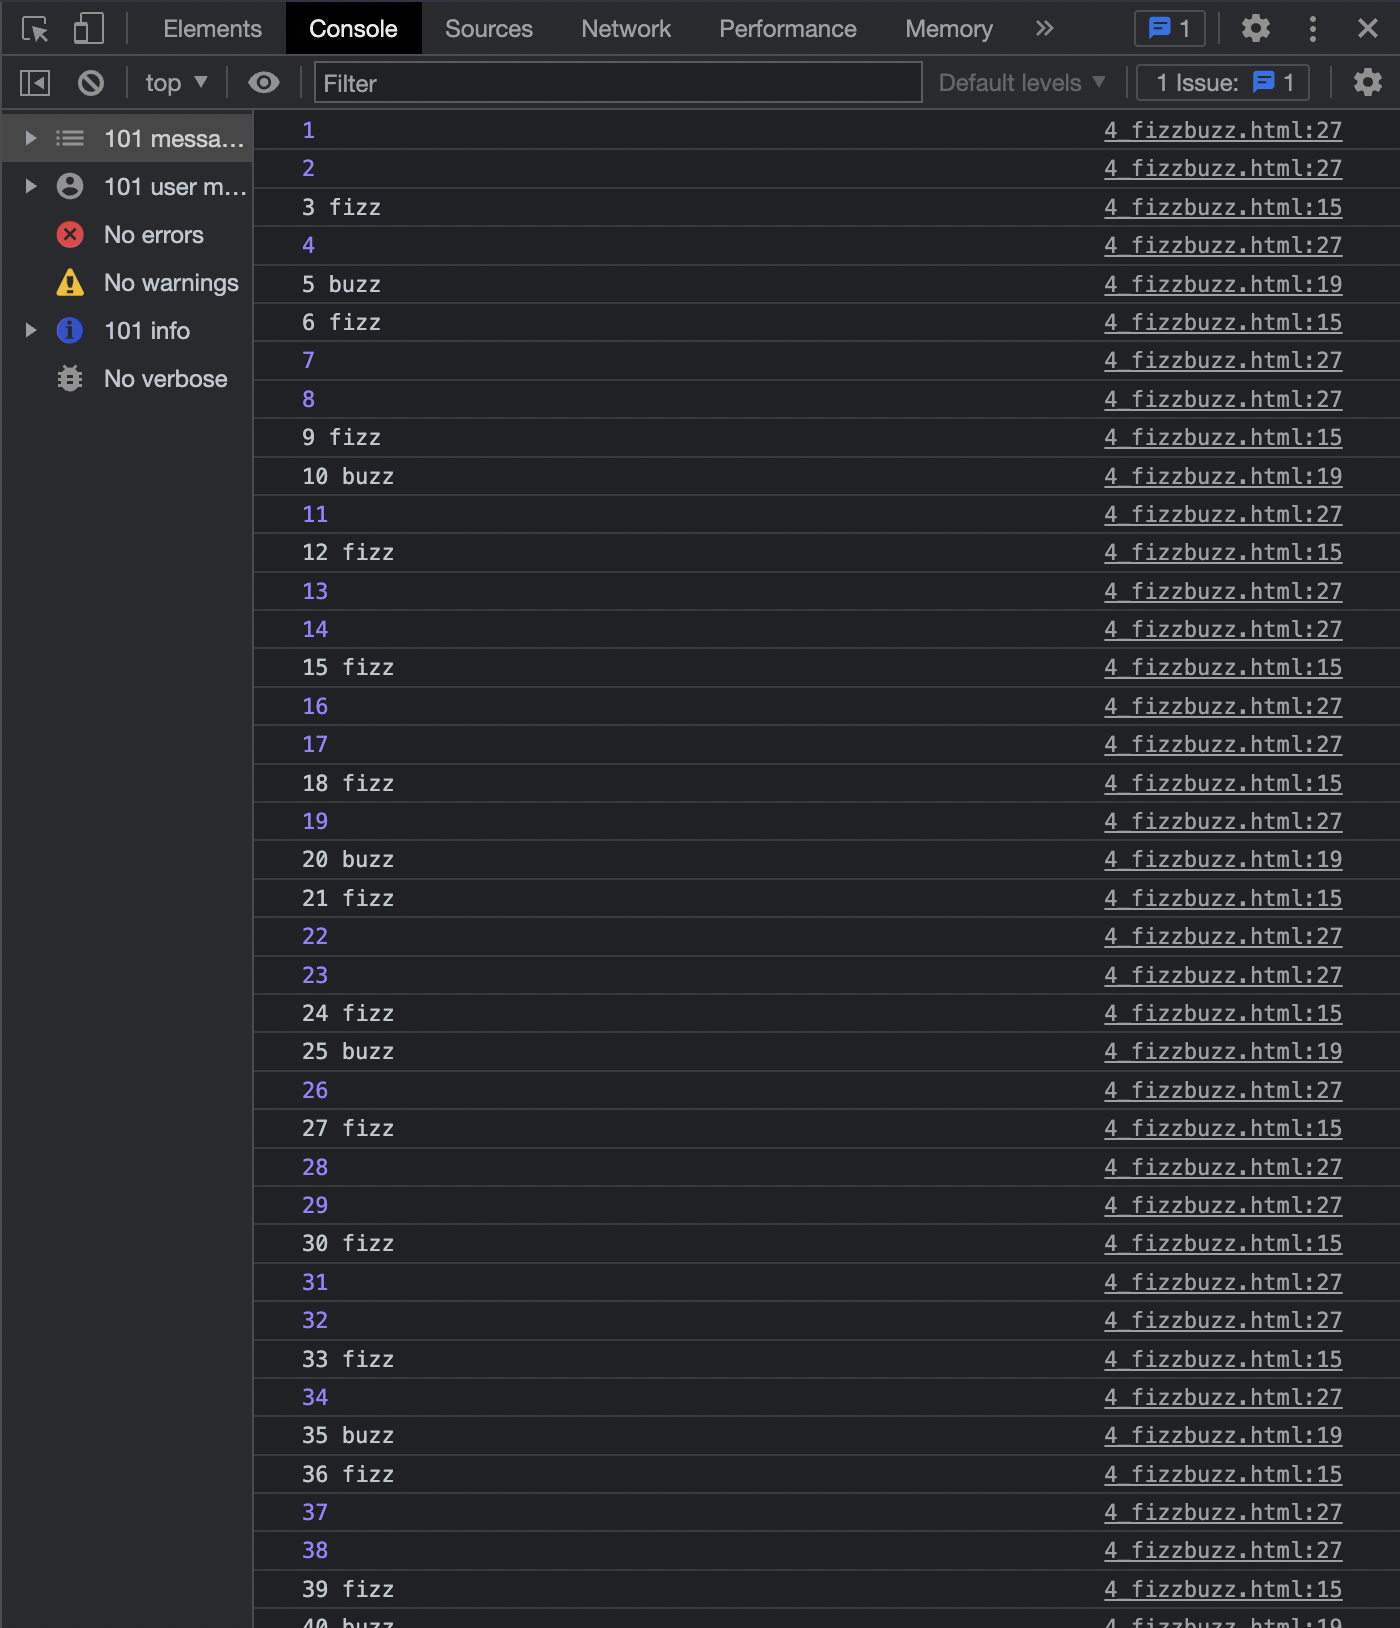 Elements Console Sources Network Performance Memory 1
top Filter Default levels 1 Issue: 1
101 messa...
101 user m...
No errors
No warnings
101 info
No verbose
1 4_fizzbuzz.html:27
2 4_fizzbuzz.html:27
3 fizz 4_fizzbuzz.html:15
4 4_fizzbuzz.html:27
5 buzz 4_fizzbuzz.html:19
6 fizz 4_fizzbuzz.html:15
7 4_fizzbuzz.html:27
8 4_fizzbuzz.html:27
9 fizz 4_fizzbuzz.html:15
10 buzz 4_fizzbuzz.html:19
11 4_fizzbuzz.html:27
12 fizz 4_fizzbuzz.html:15
13 4_fizzbuzz.html:27
14 4_fizzbuzz.html:27
15 fizz 4_fizzbuzz.html:15
16 4_fizzbuzz.html:27
17 4_fizzbuzz.html:27
18 fizz 4_fizzbuzz.html:15
19 4_fizzbuzz.html:27
20 buzz 4_fizzbuzz.html:19
21 fizz 4_fizzbuzz.html:15
22 4_fizzbuzz.html:27
23 4_fizzbuzz.html:27
24 fizz 4_fizzbuzz.html:15
25 buzz 4_fizzbuzz.html:19
26 4_fizzbuzz.html:27
27 fizz 4_fizzbuzz.html:15
28 4_fizzbuzz.html:27
29 4_fizzbuzz.html:27
30 fizz 4_fizzbuzz.html:15
31 4_fizzbuzz.html:27
32 4_fizzbuzz.html:27
33 fizz 4_fizzbuzz.html:15
34 4_fizzbuzz.html:27
35 buzz 4_fizzbuzz.html:19
36 fizz 4_fizzbuzz.html:15
37 4_fizzbuzz.html:27
38 4_fizzbuzz.html:27
39 fizz 4_fizzbuzz.html:15
40 buzz 4_fizzbuzz.html:19